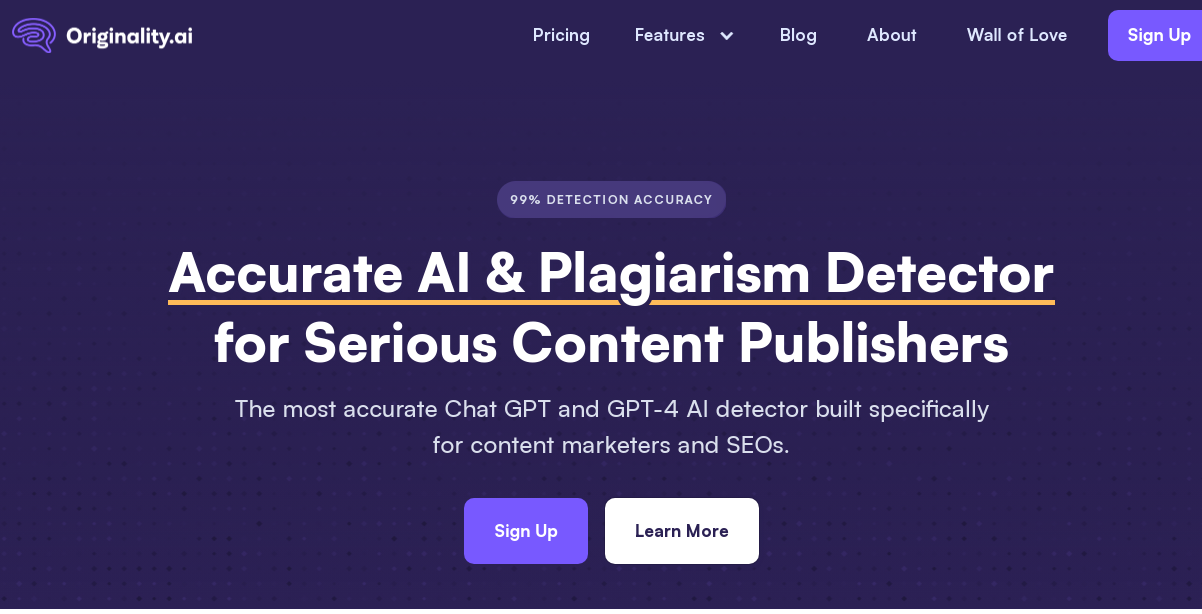 Originality.ai
Pricing
Features
Blog
About
Wall of Love
Sign Up
99% DETECTION ACCURACY
Accurate AI & Plagiarism Detector
for Serious Content Publishers
The most accurate Chat GPT and GPT-4 AI detector built specifically
for content marketers and SEOs.
Sign Up
Learn More